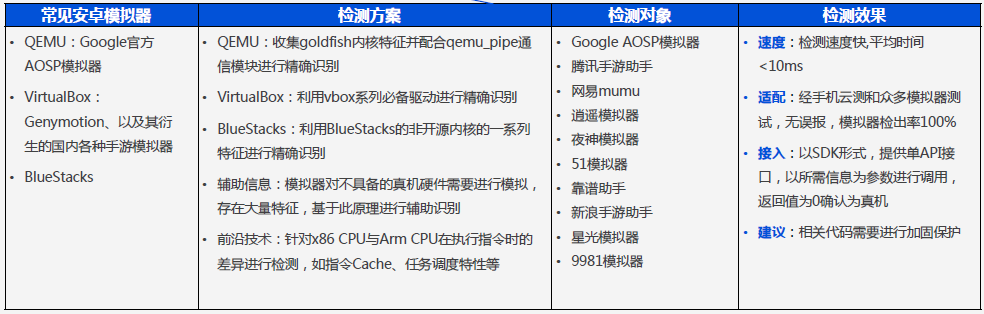 常见安卓模拟器
QEMU：Google官方
AOSP模拟器
VirtualBox：
Genymotion、以及其衍
生的国内各种手游模拟器
BlueStacks
检测方案
QEMU：收集goldfish内核特征并配合qemu_pipe通
信模块进行精确识别
VirtualBox：利用vbox系列必备驱动进行精确识别
BlueStacks：利用BlueStacks的非开源内核的一系列
特征进行精确识别
辅助信息：模拟器对不具备的真机硬件需要进行模拟，
存在大量特征，基于此原理进行辅助识别
前沿技术：针对x86 CPU与Arm CPU在执行指令时的
差异进行检测，如指令Cache、任务调度特性等
检测对象
Google AOSP模拟器
腾讯手游助手
网易mumu
逍遥模拟器
夜神模拟器
51模拟器
靠谱助手
新浪手游助手
星光模拟器
9981模拟器
检测效果
速度：检测速度快,平均时间
<10ms
适配：经手机云测和众多模拟器测
试，无误报，模拟器检出率100%
接入：以SDK形式，提供单API接
口，以所需信息为参数进行调用，
返回值为0确认为真机
建议：相关代码需要进行加固保护